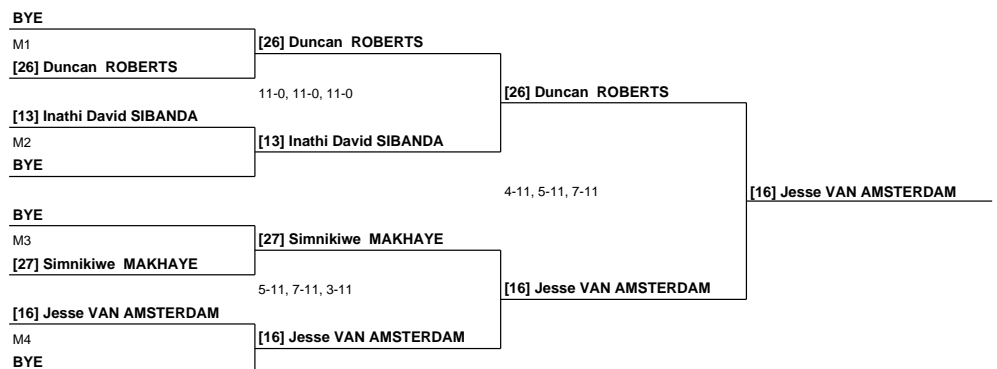 BYE
M1
[26] Duncan ROBERTS
[26] Duncan ROBERTS
11-0, 11-0, 11-0
[26] Duncan ROBERTS
[13] Inathi David SIBANDA
M2
[13] Inathi David SIBANDA
BYE
4-11, 5-11, 7-11
[16] Jesse VAN AMSTERDAM
BYE
M3
[27] Simnikiwe MAKHAYE
[27] Simnikiwe MAKHAYE
5-11, 7-11, 3-11
[16] Jesse VAN AMSTERDAM
[16] Jesse VAN AMSTERDAM
M4
[16] Jesse VAN AMSTERDAM
BYE